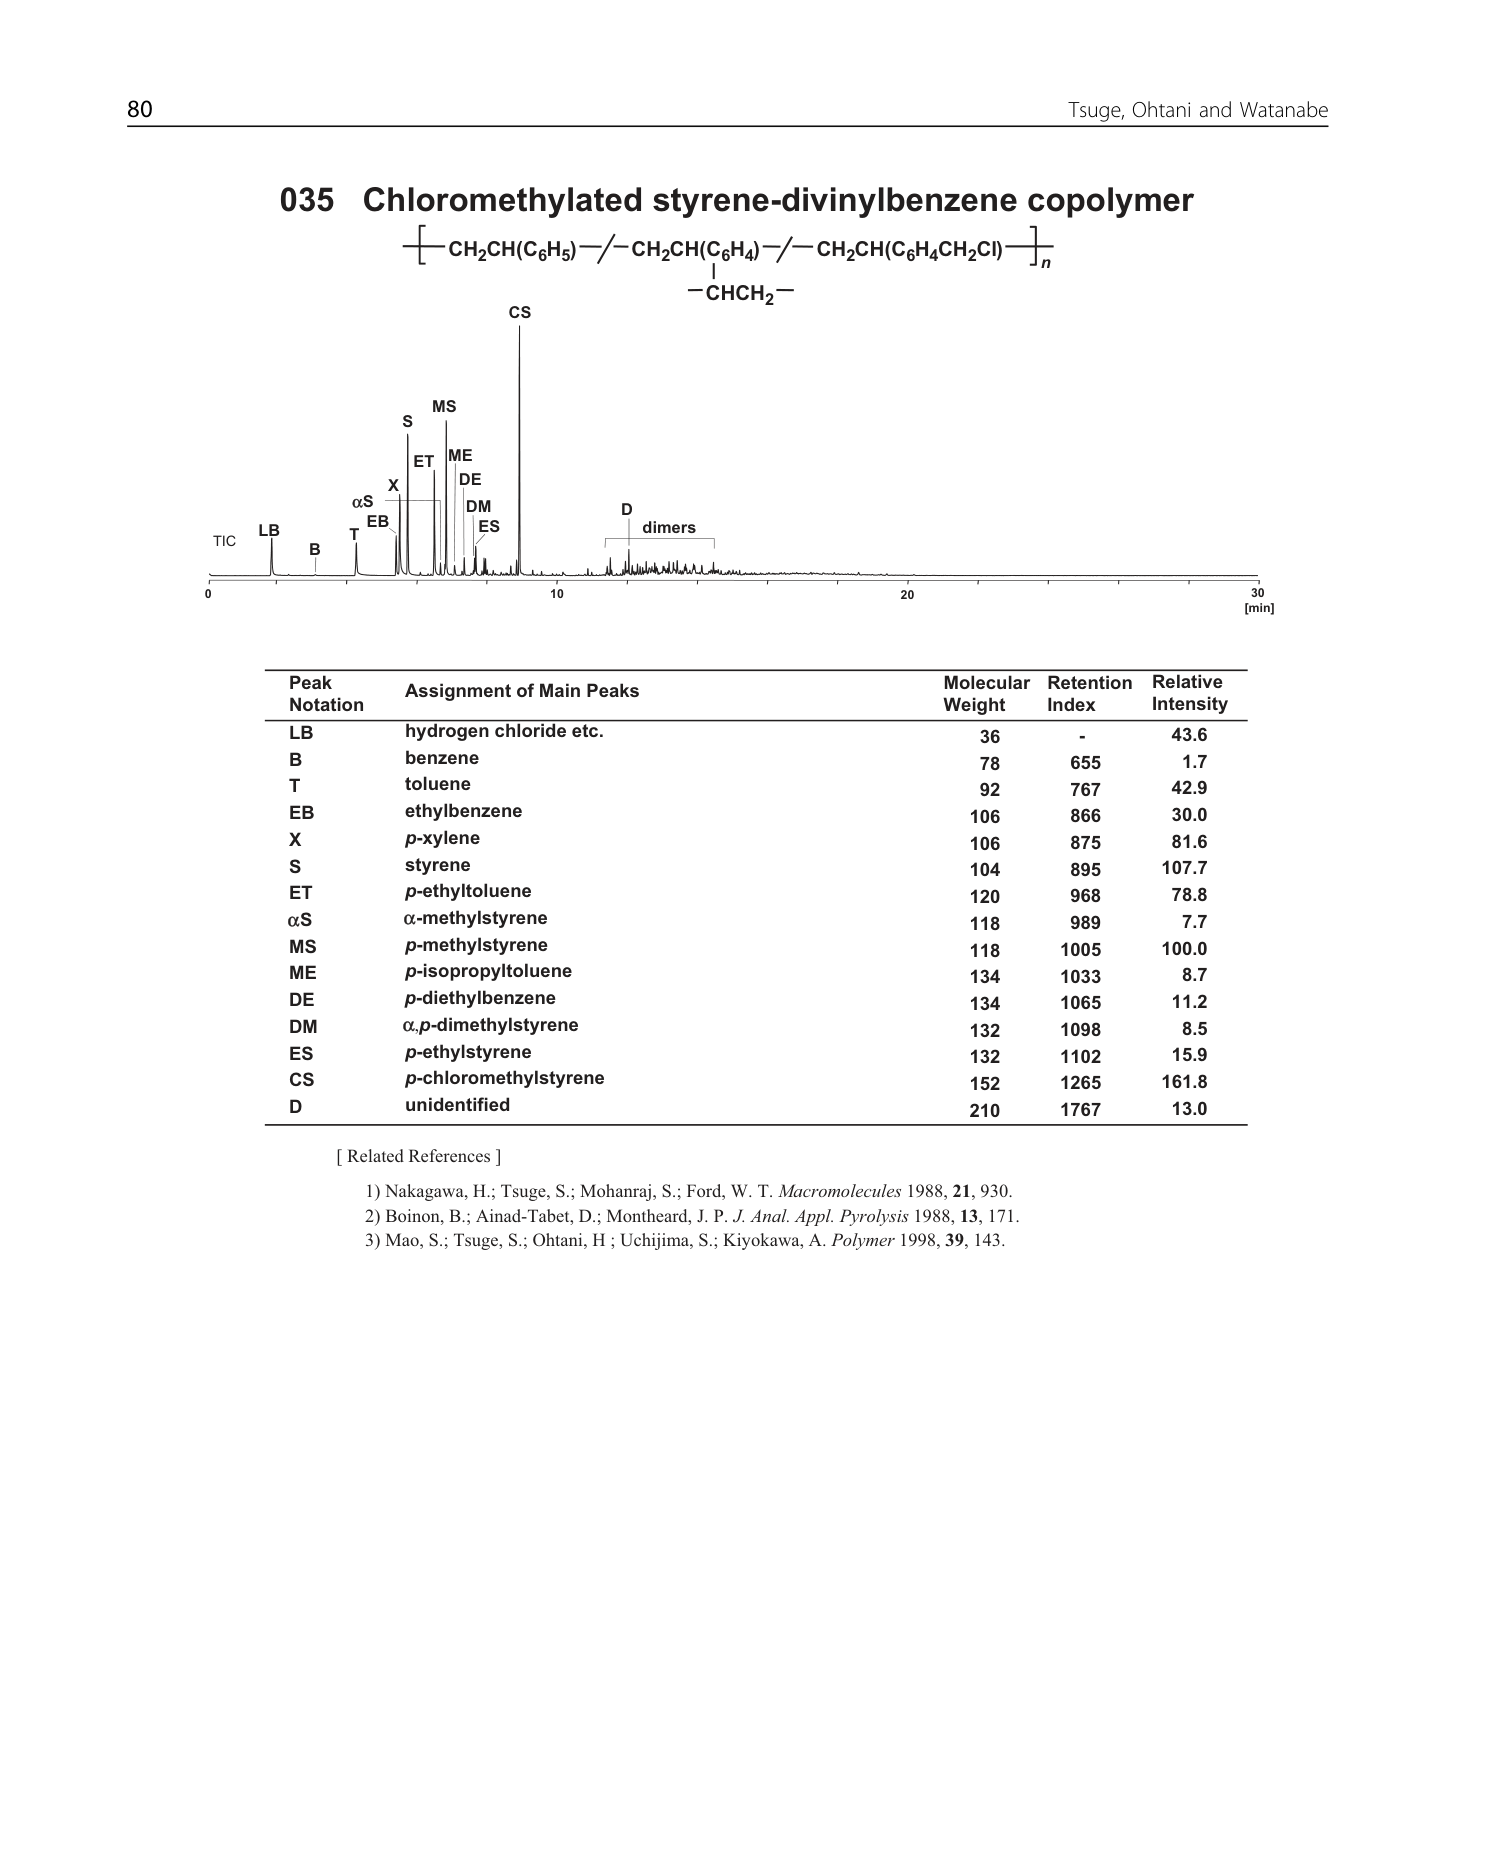 80 Tsuge, Ohtani and Watanabe
035 Chloromethylated styrene-divinylbenzene copolymer
CH2CH(C6H5) CH2CH(C6H4) CH2CH(C6H4CH2Cl) n
CHCH2
CS
MS
S
ET ME
X DE
αS DM
EB ES
D
dimers
LB
T
B
TIC
0 10 20 30
[min]
Peak Notation Assignment of Main Peaks Molecular Weight Retention Index Relative Intensity
LB hydrogen chloride etc. 36 - 43.6
B benzene 78 655 1.7
T toluene 92 767 42.9
EB ethylbenzene 106 866 30.0
X p-xylene 106 875 81.6
S styrene 104 895 107.7
ET p-ethyltoluene 120 968 78.8
αS α-methylstyrene 118 989 7.7
MS p-methylstyrene 118 1005 100.0
ME p-isopropyltoluene 134 1033 8.7
DE p-diethylbenzene 134 1065 11.2
DM α,p-dimethylstyrene 132 1098 8.5
ES p-ethylstyrene 132 1102 15.9
CS p-chloromethylstyrene 152 1265 161.8
D unidentified 210 1767 13.0
[ Related References ]
1) Nakagawa, H.; Tsuge, S.; Mohanraj, S.; Ford, W. T. Macromolecules 1988, 21, 930.
2) Boinon, B.; Ainad-Tabet, D.; Montheard, J. P. J. Anal. Appl. Pyrolysis 1988, 13, 171.
3) Mao, S.; Tsuge, S.; Ohtani, H ; Uchijima, S.; Kiyokawa, A. Polymer 1998, 39, 143.